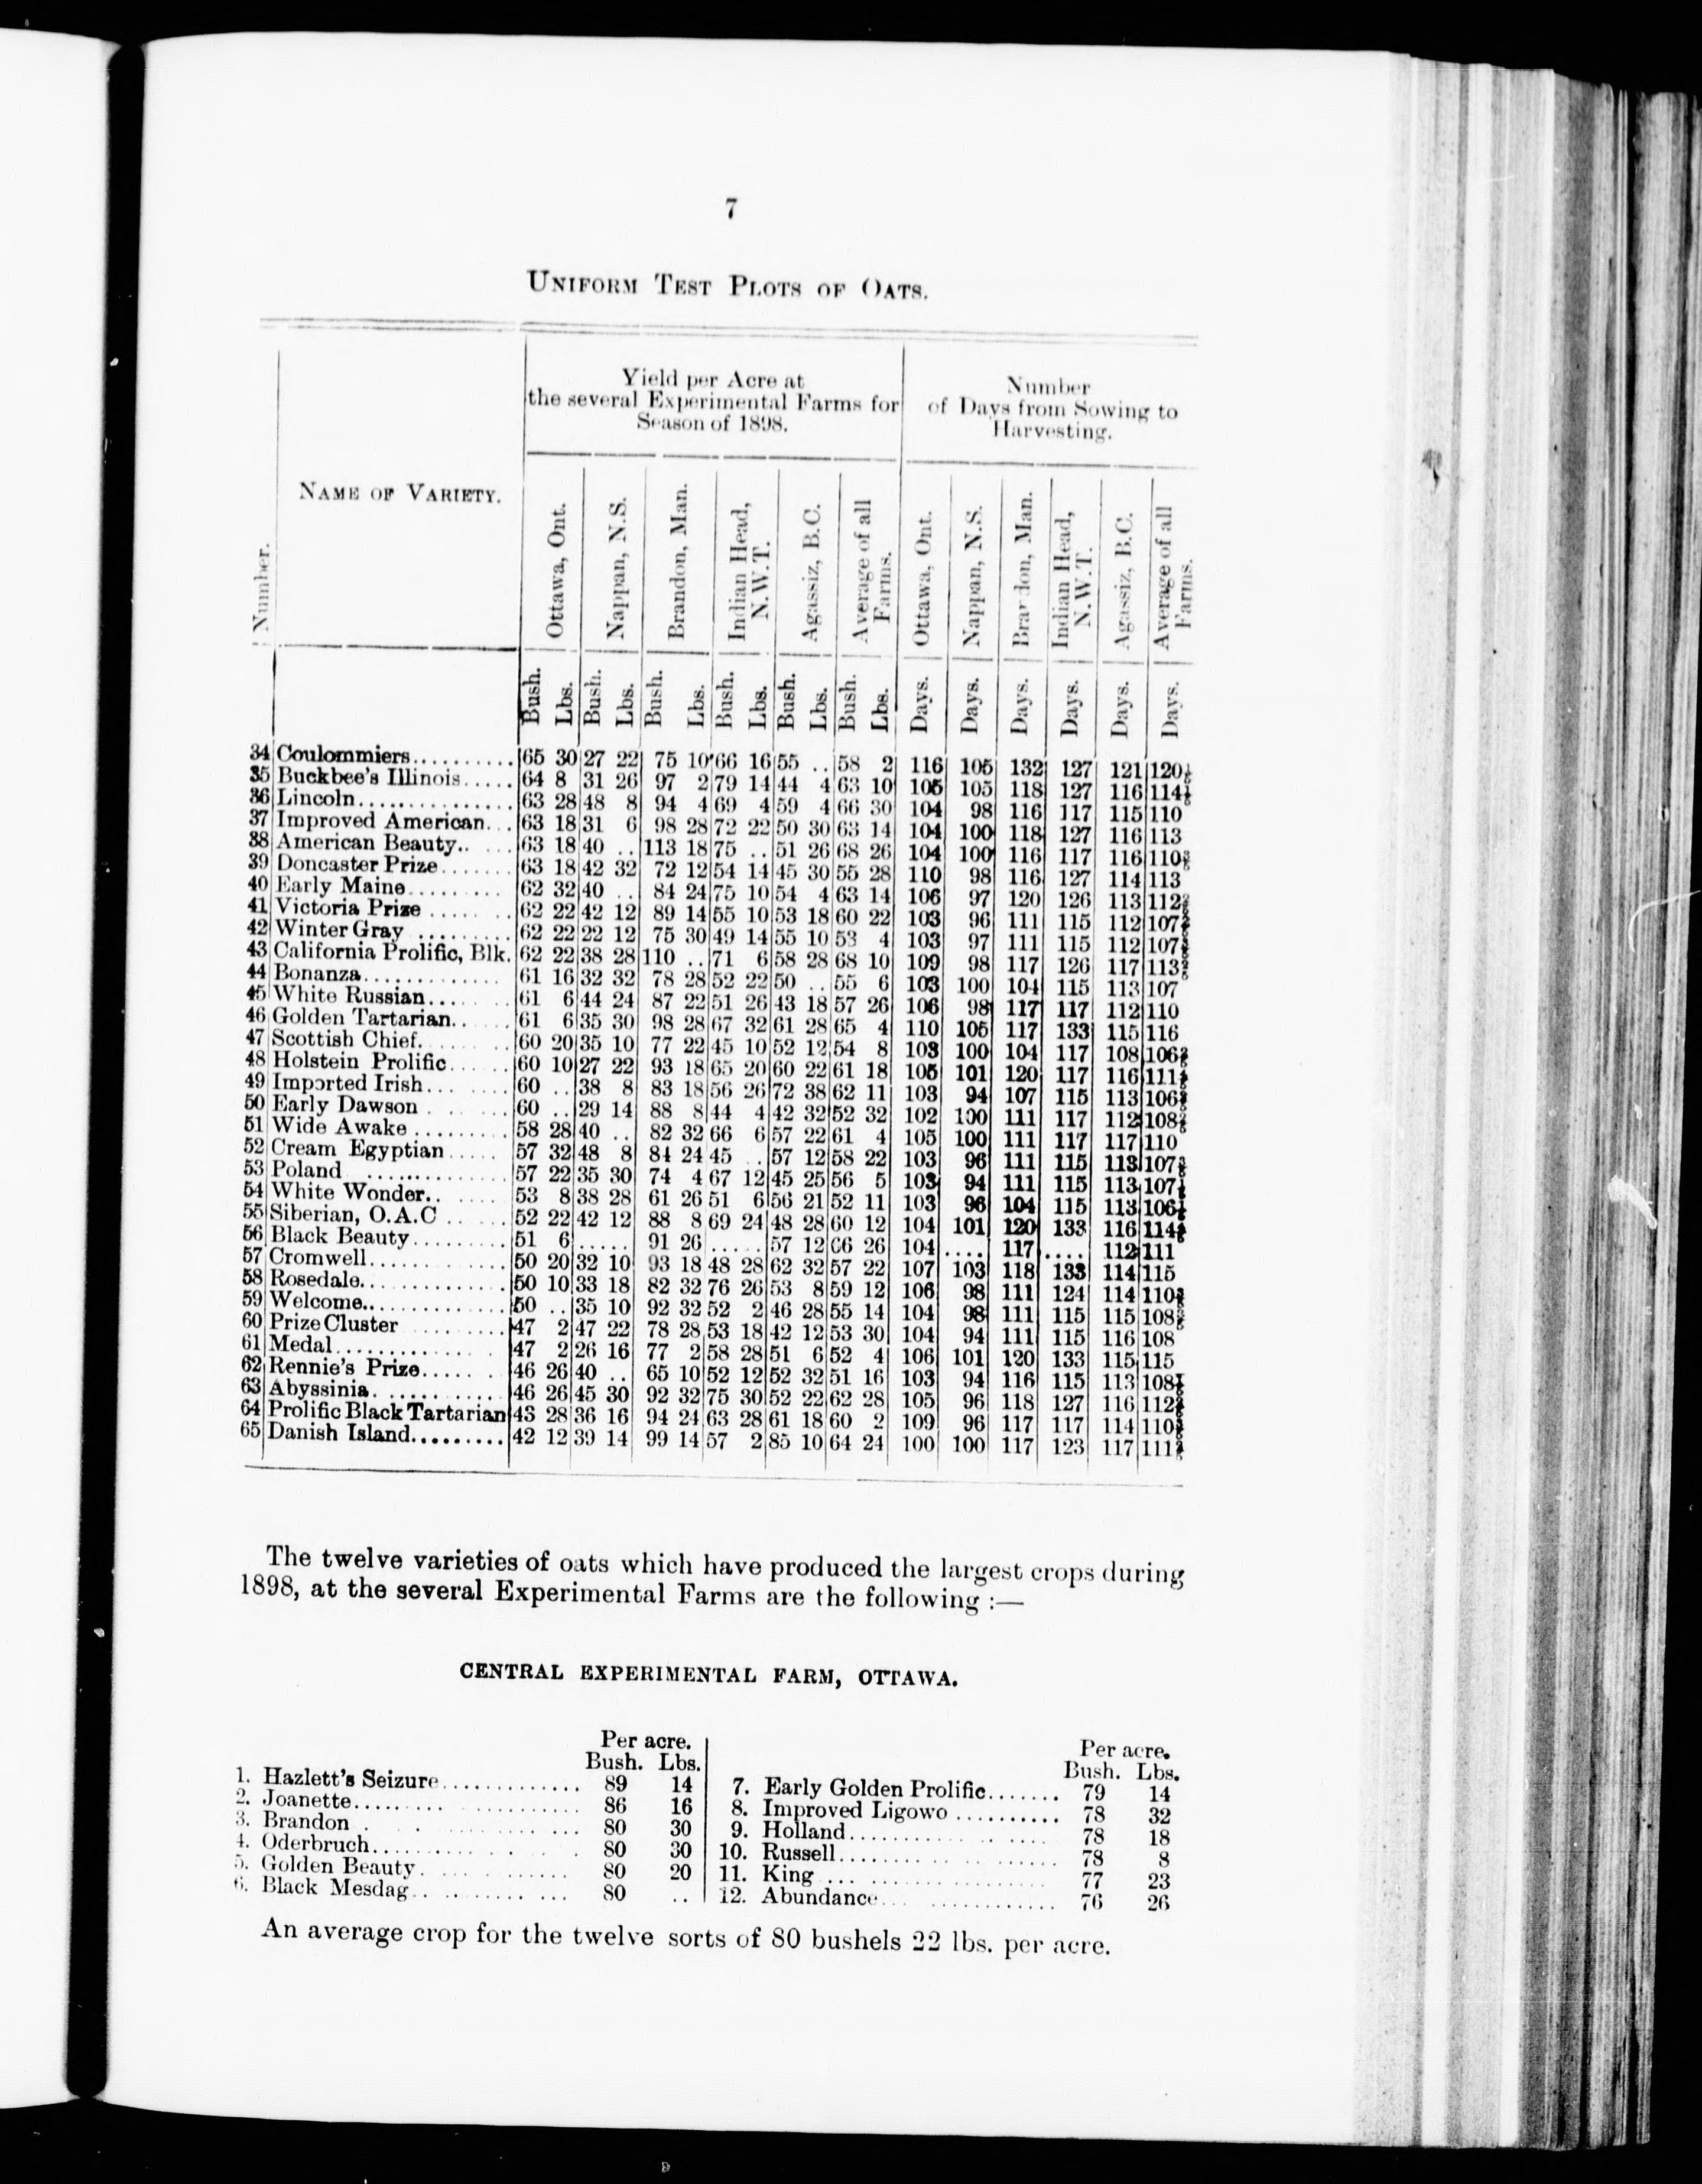 7
UNIFORM TEST PLOTS OF OATS.
Number.
NAME OF VARIETY.
Yield per Acre at
the several Experimental Farms for
Season of 1898.
Number
of Days from Sowing to
Harvesting.
Ottawa, Ont. Nappan, N.S. Brandon, Man. Indian Head, N.W.T. Agassiz, B.C. Average of all Farms. Ottawa, Ont. Nappan, N.S. Brandon, Man. Indian Head, N.W.T. Agassiz, B.C. Average of all Farms.
Bush. Lbs. Bush. Lbs. Bush. Lbs. Bush. Lbs. Bush. Lbs. Bush. Lbs. Days. Days. Days. Days. Days. Days.
34 Coulommiers.......... 65 30 27 22 75 10 66 16 55 .. 58 2 116 105 132 127 121 120
35 Buckbee's Illinois..... 64 8 31 26 97 2 79 14 44 4 63 10 105 105 118 127 116 114
36 Lincoln............... 63 28 48 8 94 4 69 4 59 4 66 30 104 98 116 117 115 110
37 Improved American... 63 18 31 6 98 28 72 22 50 30 63 14 104 100 118 127 116 113
38 American Beauty.. ... 63 18 40 .. 113 18 75 .. 51 26 68 26 104 100 116 117 116 110
39 Doncaster Prize....... 63 18 42 32 72 12 54 14 45 30 55 28 110 98 116 127 114 113
40 Early Maine......... 62 32 40 .. 84 24 75 10 54 4 63 14 106 97 120 126 113 112
41 Victoria Prize ........ 62 22 42 12 89 14 55 10 53 18 60 22 103 96 111 115 112 107
42 Winter Gray ......... 62 22 22 12 75 30 49 14 55 10 53 4 103 97 111 115 112 107
43 California Prolific, Blk. 62 22 38 28 110 .. 71 6 58 28 68 10 109 98 117 126 117 113
44 Bonanza............. 61 16 32 32 78 28 52 22 50 .. 55 6 103 100 104 115 113 107
45 White Russian........ 61 6 44 24 87 22 51 26 43 18 57 26 106 98 117 117 112 110
46 Golden Tartarian...... 61 6 35 30 98 28 67 32 61 28 65 4 110 105 117 133 115 116
47 Scottish Chief........ 60 20 35 10 77 22 45 10 52 12 54 8 103 100 104 117 108 106
48 Holstein Prolific...... 60 10 27 22 93 18 65 20 60 22 61 18 105 101 120 117 116 111
49 Imported Irish........ 60 .. 38 8 83 18 56 26 72 38 62 11 103 94 107 115 113 106
50 Early Dawson ....... 60 .. 29 14 88 8 44 4 42 32 52 32 102 100 111 117 112 108
51 Wide Awake ......... 58 28 40 .. 82 32 66 6 57 22 61 4 105 100 111 117 117 110
52 Cream Egyptian..... 57 32 48 8 84 24 45 .. 57 12 58 22 103 96 111 115 113 107
53 Poland .............. 57 22 35 30 74 4 67 12 45 25 56 5 103 94 111 115 113 107
54 White Wonder.. .... 53 8 38 28 61 26 51 6 56 21 52 11 103 96 104 115 113 106
55 Siberian, O.A.C ...... 52 22 42 12 88 8 69 24 48 28 60 12 104 101 120 133 116 114
56 Black Beauty......... 51 6 ..... 91 26 ..... 57 12 66 26 104 .... 117 .... 112 111
57 Cromwell............. 50 20 32 10 93 18 48 28 62 32 57 22 107 103 118 133 114 115
58 Rosedale............. 50 10 33 18 82 32 76 26 53 8 59 12 106 98 111 124 114 110
59 Welcome............. 50 .. 35 10 92 32 52 2 46 28 55 14 104 98 111 115 115 108
60 Prize Cluster ......... 47 2 47 22 78 28 53 18 42 12 53 30 104 94 111 115 116 108
61 Medal............... 47 2 26 16 77 2 58 28 51 6 52 4 106 101 120 133 115 115
62 Rennie's Prize....... 46 26 40 .. 65 10 52 12 52 32 51 16 103 94 116 115 113 108
63 Abyssinia............ 46 26 45 30 92 32 75 30 52 22 62 28 105 96 118 127 116 112
64 Prolific Black Tartarian 43 28 36 16 94 24 63 28 61 18 60 2 109 96 117 117 114 110
65 Danish Island......... 42 12 39 14 99 14 57 2 85 10 64 24 100 100 117 123 117 111
The twelve varieties of oats which have produced the largest crops during
1898, at the several Experimental Farms are the following :—
CENTRAL EXPERIMENTAL FARM, OTTAWA.
Per acre.
Bush. Lbs.
1. Hazlett's Seizure............. 89 14
2. Joanette......... ........... 86 16
3. Brandon . . ............ 80 30
4. Oderbruch............... . 80 30
5. Golden Beauty. ............ 80 20
6. Black Mesdag.. ............ 80 ..
Per acre.
Bush. Lbs.
7. Early Golden Prolific....... 79 14
8. Improved Ligowo .......... 78 32
9. Holland.................. 78 18
10. Russell................... 78 8
11. King ... ................ 77 23
12. Abundance... ............ 76 26
An average crop for the twelve sorts of 80 bushels 22 lbs. per acre.